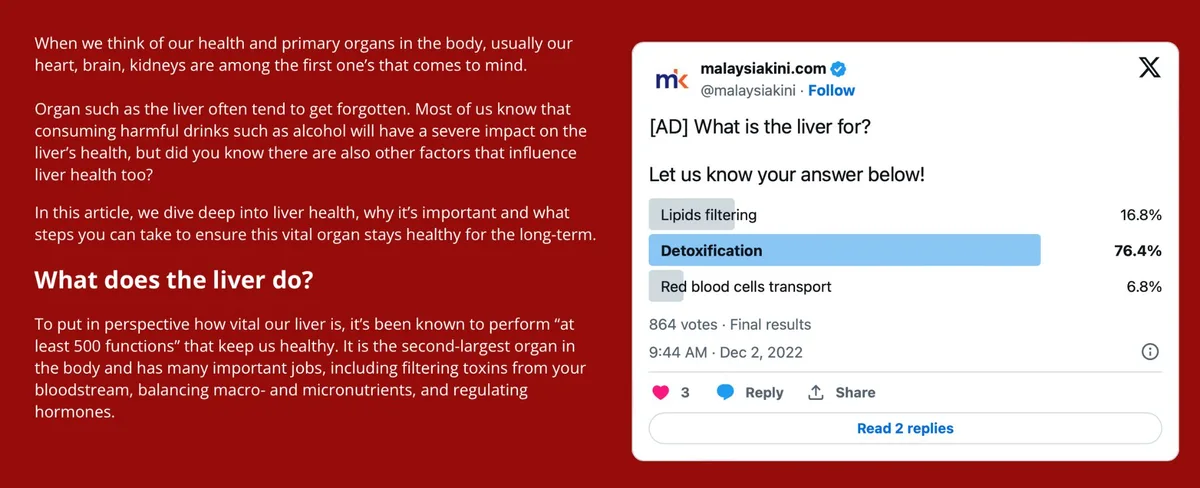 When we think of our health and primary organs in the body, usually our
heart, brain, kidneys are among the first one's that comes to mind.
Organ such as the liver often tend to get forgotten. Most of us know that
consuming harmful drinks such as alcohol will have a severe impact on the
liver's health, but did you know there are also other factors that influence
liver health too?
In this article, we dive deep into liver health, why it's important and what
steps you can take to ensure this vital organ stays healthy for the long-term.
What does the liver do?
To put in perspective how vital our liver is, it's been known to perform “at
least 500 functions” that keep us healthy. It is the second-largest organ in
the body and has many important jobs, including filtering toxins from your
bloodstream, balancing macro- and micronutrients, and regulating
hormones.
mk
malaysiakini.com
@malaysiakini · Follow
[AD] What is the liver for?
Let us know your answer below!
Lipids filtering 16.8%
Detoxification 76.4%
Red blood cells transport 6.8%
864 votes · Final results
9:44 AM · Dec 2, 2022
3 Reply Share
Read 2 replies